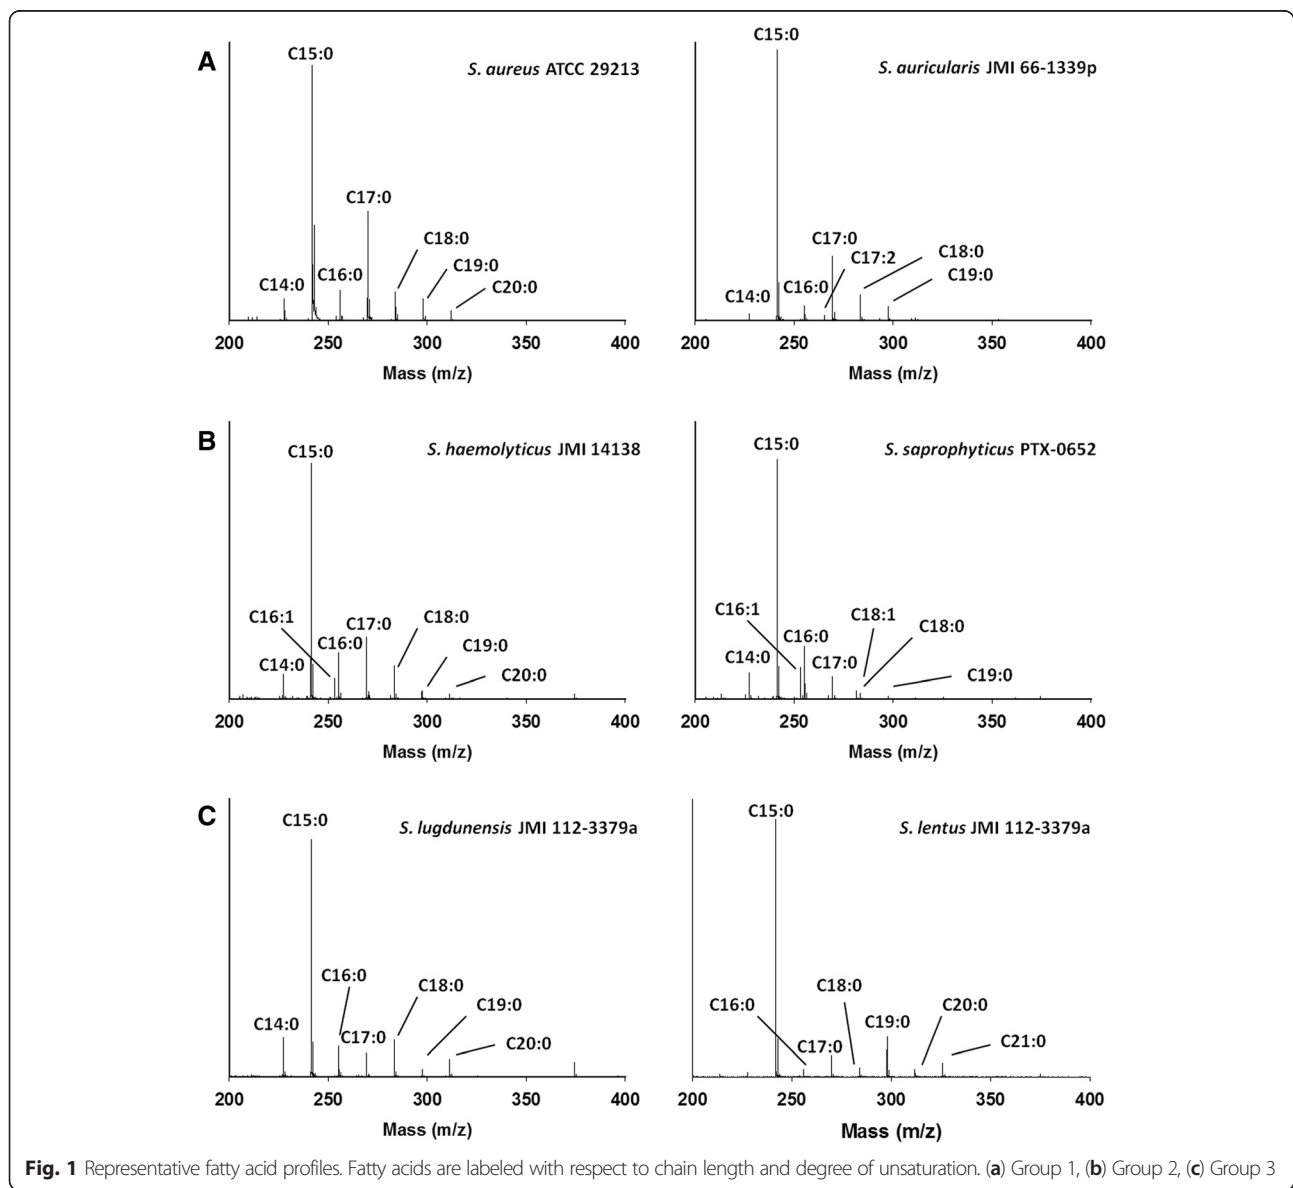 A
S. aureus ATCC 29213
C15:0
C17:0
C18:0
C19:0
C14:0
C16:0
C20:0
200 250 300 350 400
Mass (m/z)
S. auricularis JMI 66-1339p
C15:0
C17:0
C17:2
C18:0
C19:0
C14:0
C16:0
200 250 300 350 400
Mass (m/z)
B
S. haemolyticus JMI 14138
C15:0
C16:1
C17:0
C18:0
C16:0
C19:0
C14:0
C20:0
200 250 300 350 400
Mass (m/z)
S. saprophyticus PTX-0652
C15:0
C16:1
C18:1
C18:0
C16:0
C14:0
C17:0
C19:0
200 250 300 350 400
Mass (m/z)
C
S. lugdunensis JMI 112-3379a
C15:0
C16:0
C18:0
C19:0
C14:0
C17:0
C20:0
200 250 300 350 400
Mass (m/z)
S. lentus JMI 112-3379a
C15:0
C18:0
C16:0
C20:0
C19:0
C17:0
C21:0
200 250 300 350 400
Mass (m/z)
Fig. 1 Representative fatty acid profiles. Fatty acids are labeled with respect to chain length and degree of unsaturation. (a) Group 1, (b) Group 2, (c) Group 3